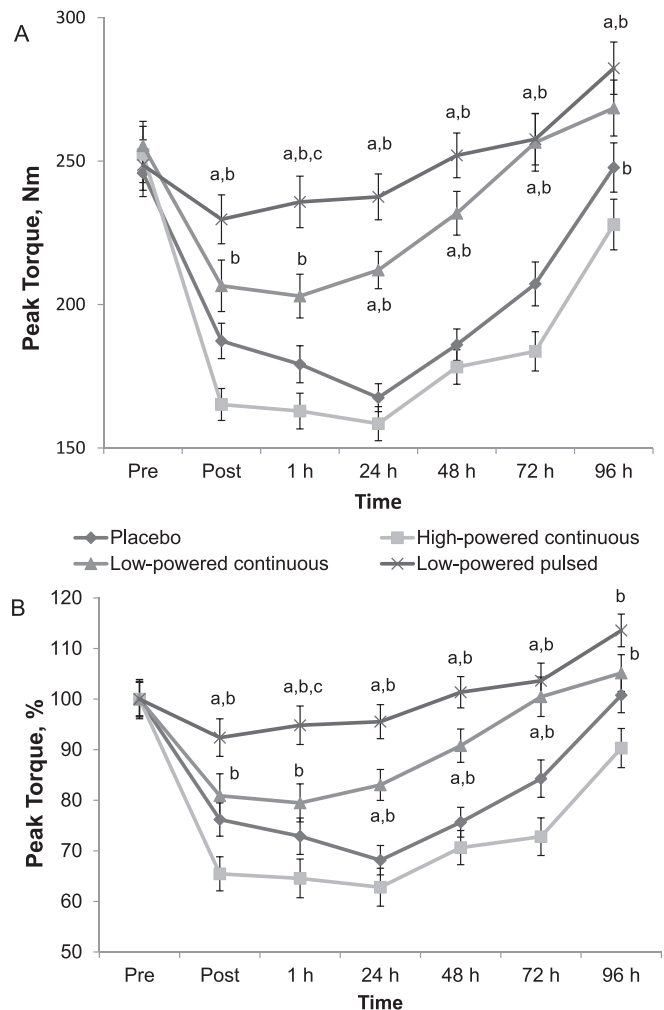 A
300
250
200
150
Peak Torque, Nm
a,b
a,b,c
a,b
a,b
a,b
a,b
b
b
a,b
a,b
a,b
b
Pre Post 1 h 24 h 48 h 72 h 96 h
Time
Placebo High-powered continuous
Low-powered continuous Low-powered pulsed
B
120
110
100
90
80
70
60
50
Peak Torque, %
a,b
a,b,c
a,b
a,b
a,b
b
b
b
a,b
a,b
a,b
b
Pre Post 1 h 24 h 48 h 72 h 96 h
Time